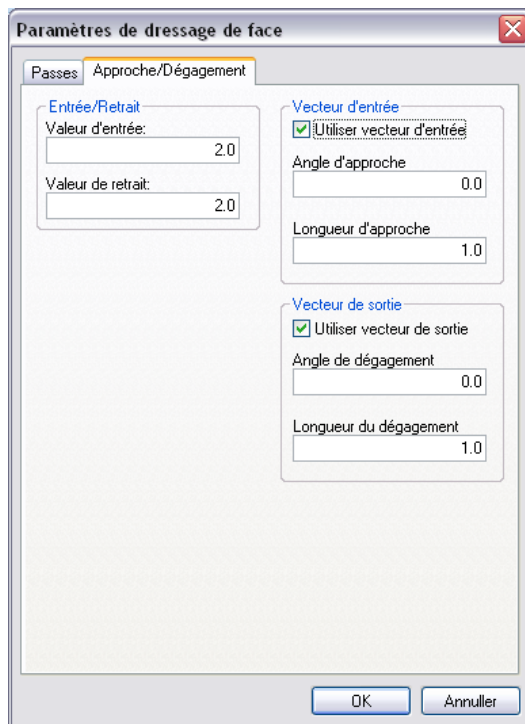 Paramètres de dressage de face
Passes
Approche/Dégagement
Entrée/Retrait
Valeur d'entrée:
2.0
Valeur de retrait:
2.0
Vecteur d'entrée
Utiliser vecteur d'entrée
Angle d'approche
0.0
Longueur d'approche
1.0
Vecteur de sortie
Utiliser vecteur de sortie
Angle de dégagement
0.0
Longueur du dégagement
1.0
OK
Annuller